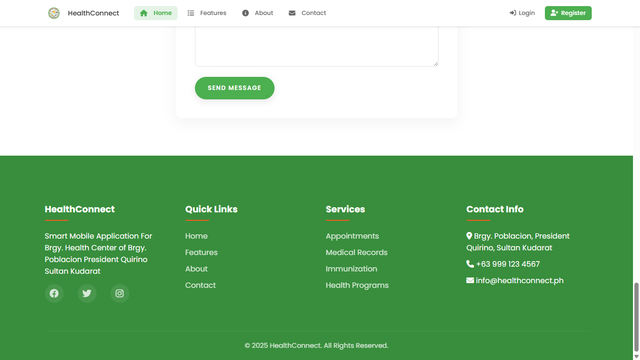 HealthConnect
Home
Features
About
Contact
Login
Register
SEND MESSAGE
HealthConnect
Smart Mobile Application For
Brgy. Health Center of Brgy.
Poblacion President Quirino
Sultan Kudarat
Quick Links
Home
Features
About
Contact
Services
Appointments
Medical Records
Immunization
Health Programs
Contact Info
Brgy. Poblacion, President
Quirino, Sultan Kudarat
+63 999 123 4567
info@healthconnect.ph
© 2025 HealthConnect. All Rights Reserved.